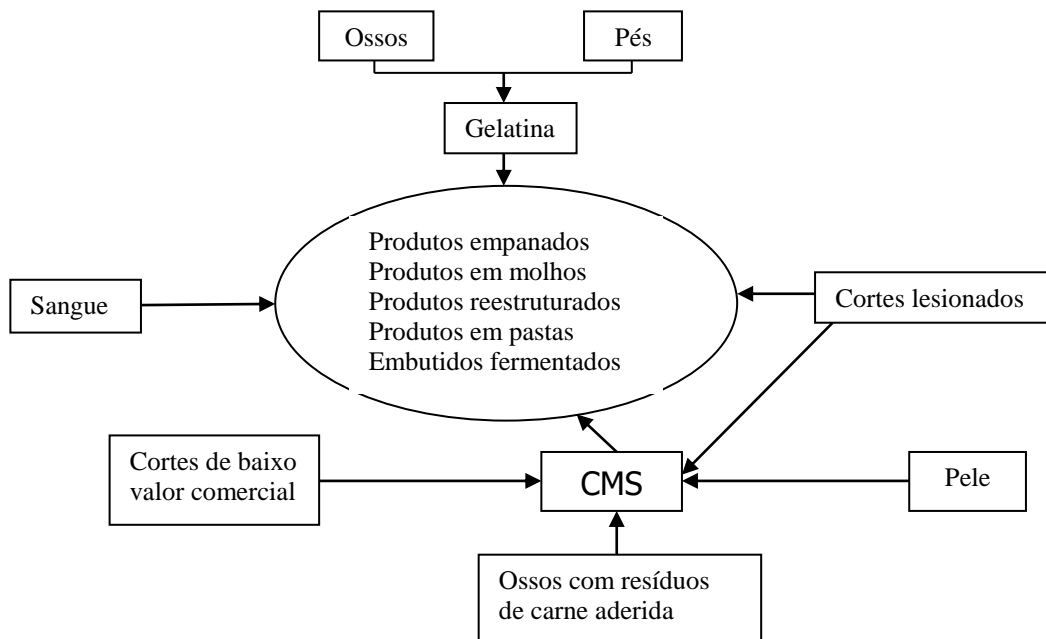 Ossos
Pés
Gelatina
Produtos empanados
Produtos em molhos
Produtos reestruturados
Produtos em pastas
Embutidos fermentados
Sangue
Cortes lesionados
Cortes de baixo
valor comercial
CMS
Pele
Ossos com resíduos
de carne aderida